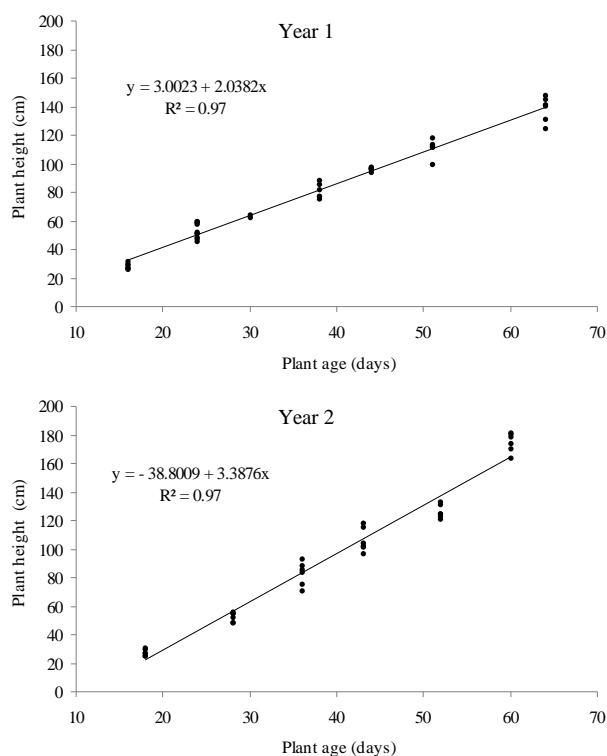 Year 1
y = 3.0023 + 2.0382x
R² = 0.97
Plant height (cm)
200
180
160
140
120
100
80
60
40
20
0
10 20 30 40 50 60 70
Plant age (days)
Year 2
y = - 38.8009 + 3.3876x
R² = 0.97
Plant height (cm)
200
180
160
140
120
100
80
60
40
20
0
10 20 30 40 50 60 70
Plant age (days)